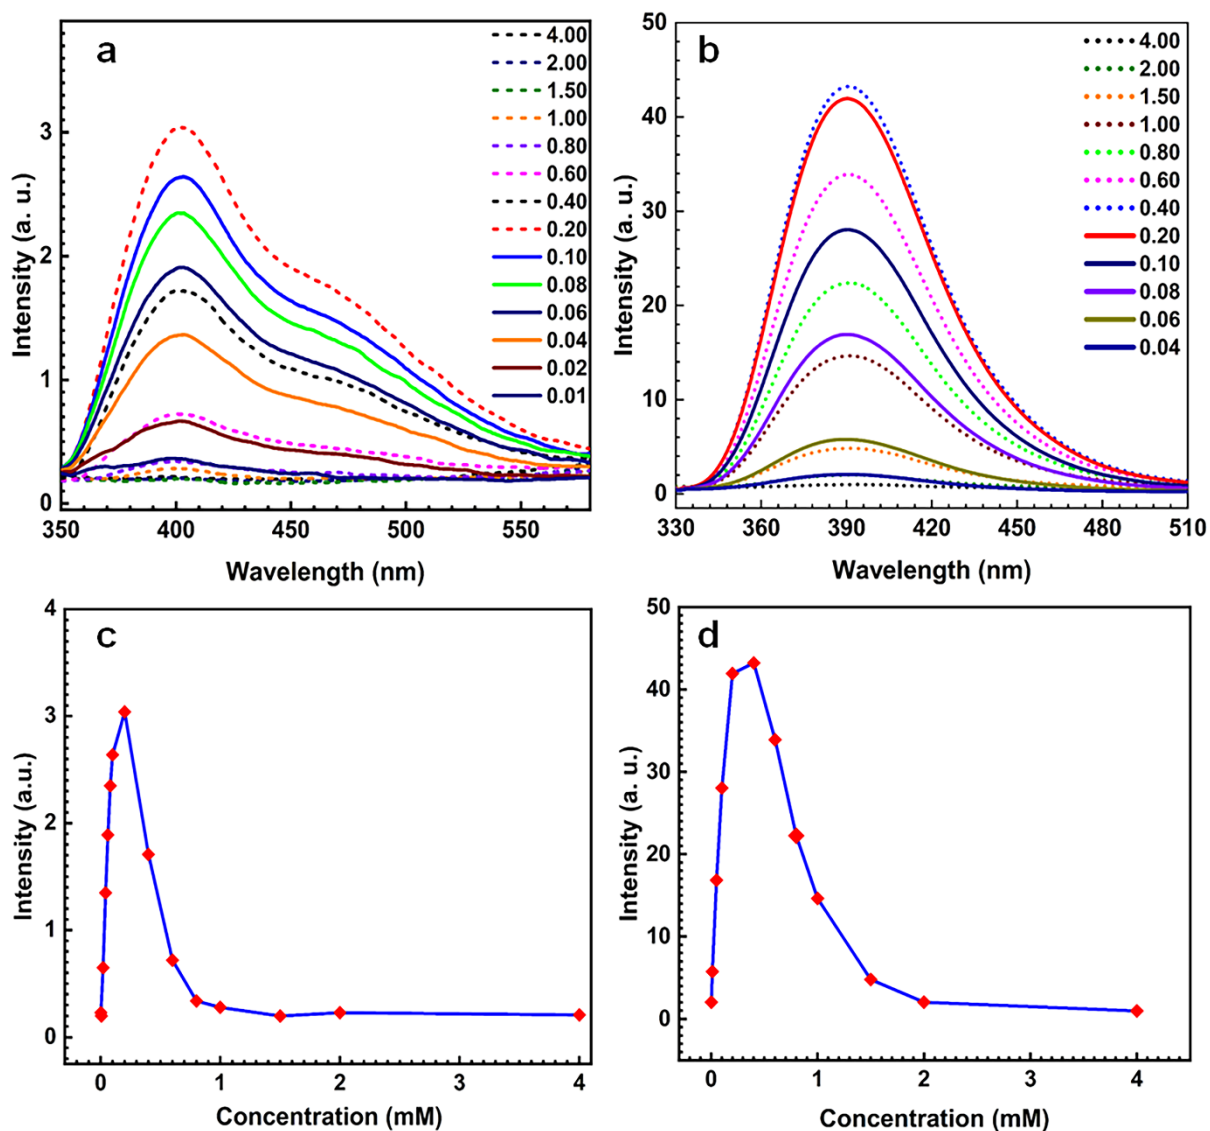 a
4.00
2.00
1.50
1.00
0.80
0.60
0.40
0.20
0.10
0.08
0.06
0.04
0.02
0.01
3
2
1
0
Intensity (a. u.)
350 400 450 500 550
Wavelength (nm)
b
4.00
2.00
1.50
1.00
0.80
0.60
0.40
0.20
0.10
0.08
0.06
0.04
50
40
30
20
10
0
Intensity (a. u.)
330 360 390 420 450 480 510
Wavelength (nm)
c
4
3
2
1
0
Intensity (a.u.)
0 1 2 3 4
Concentration (mM)
d
50
40
30
20
10
0
Intensity (a. u.)
0 1 2 3 4
Concentration (mM)